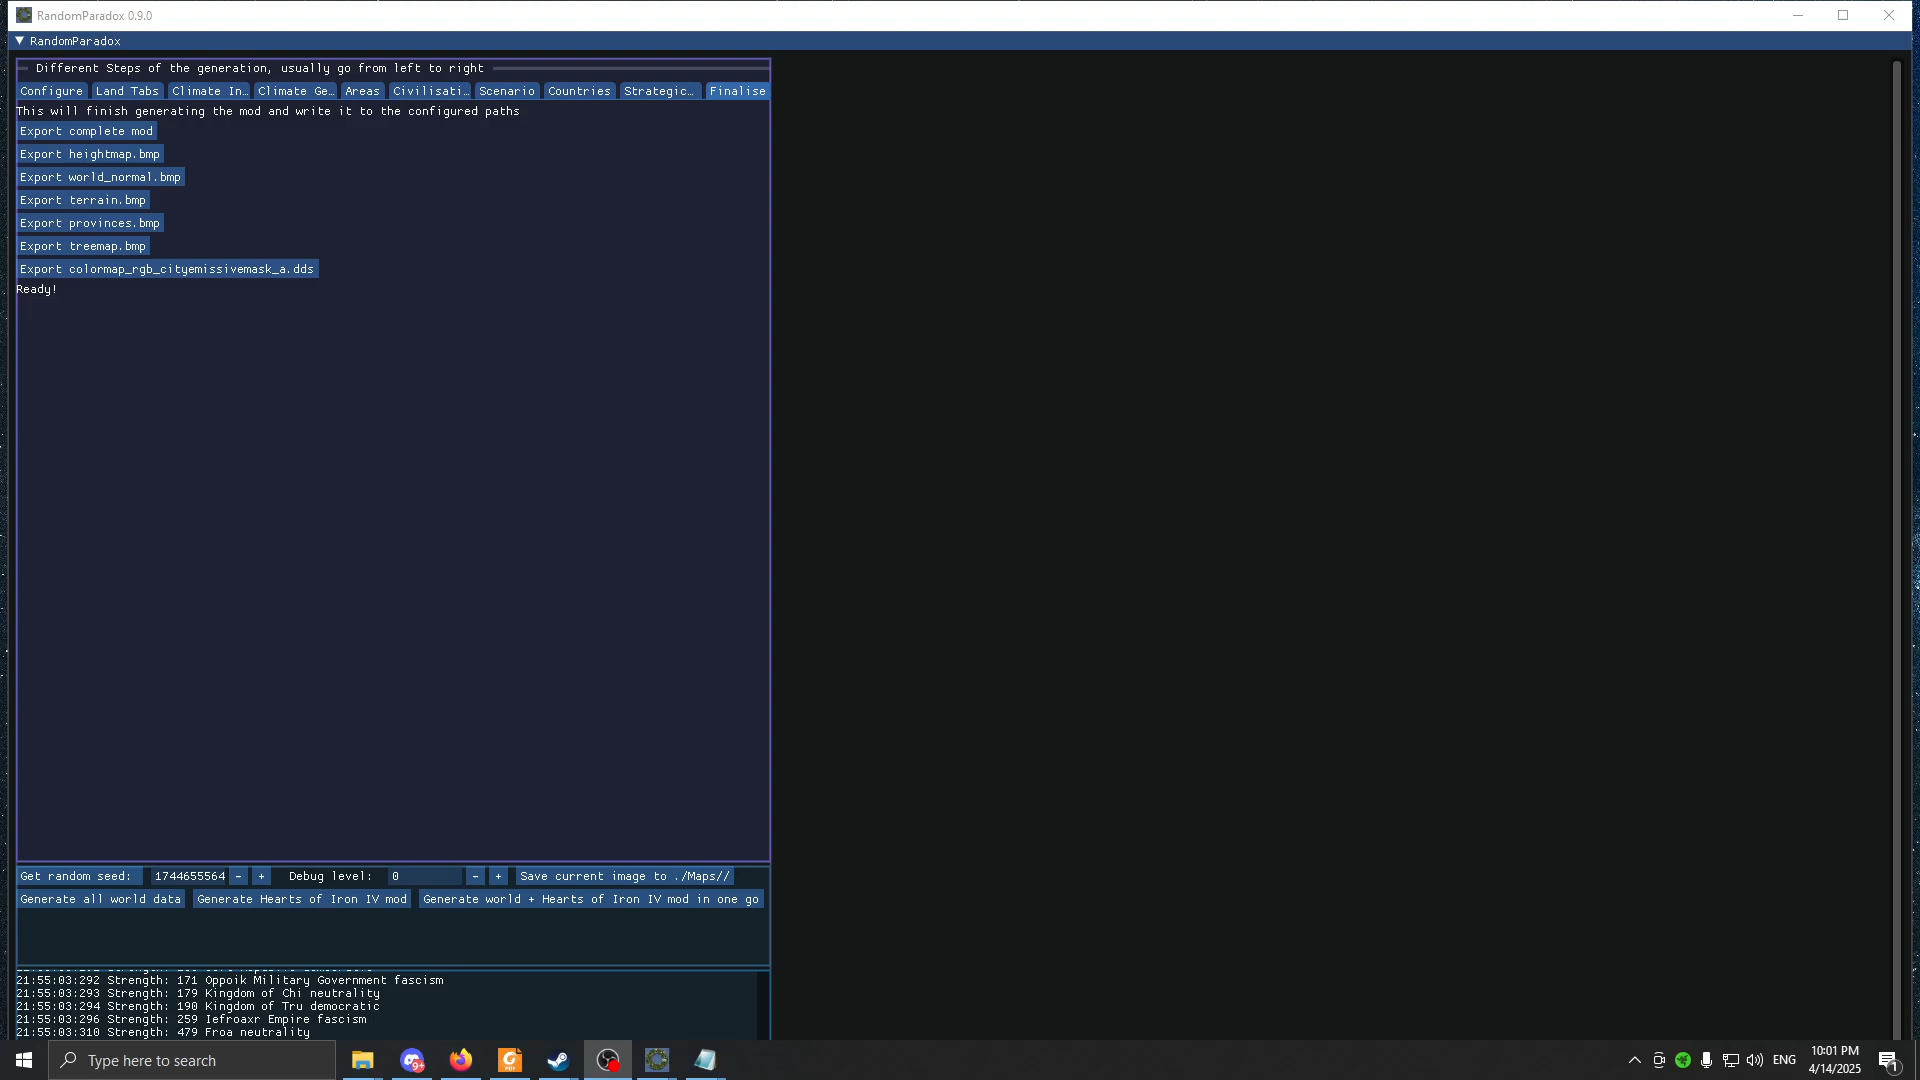 RandomParadox 0.9.0
RandomParadox
Different Steps of the generation, usually go from left to right
Configure Land Tabs Climate In… Climate Ge… Areas Civilisati… Scenario Countries Strategic… Finalise
This will finish generating the mod and write it to the configured paths
Export complete mod
Export heightmap.bmp
Export world_normal.bmp
Export terrain.bmp
Export provinces.bmp
Export treemap.bmp
Export colormap_rgb_cityemissivemask_a.dds
Ready!
Get random seed: 1744655564 - + Debug level: 0 - + Save current image to ./Maps//
Generate all world data Generate Hearts of Iron IV mod Generate world + Hearts of Iron IV mod in one go
21:55:03:292 Strength: 171 Oppoik Military Government fascism
21:55:03:293 Strength: 179 Kingdom of Chi neutrality
21:55:03:294 Strength: 190 Kingdom of Tru democratic
21:55:03:296 Strength: 259 Iefroaxr Empire fascism
21:55:03:310 Strength: 479 Froa neutrality
Type here to search
9+
PDF
ENG
10:01 PM
4/14/2025
1